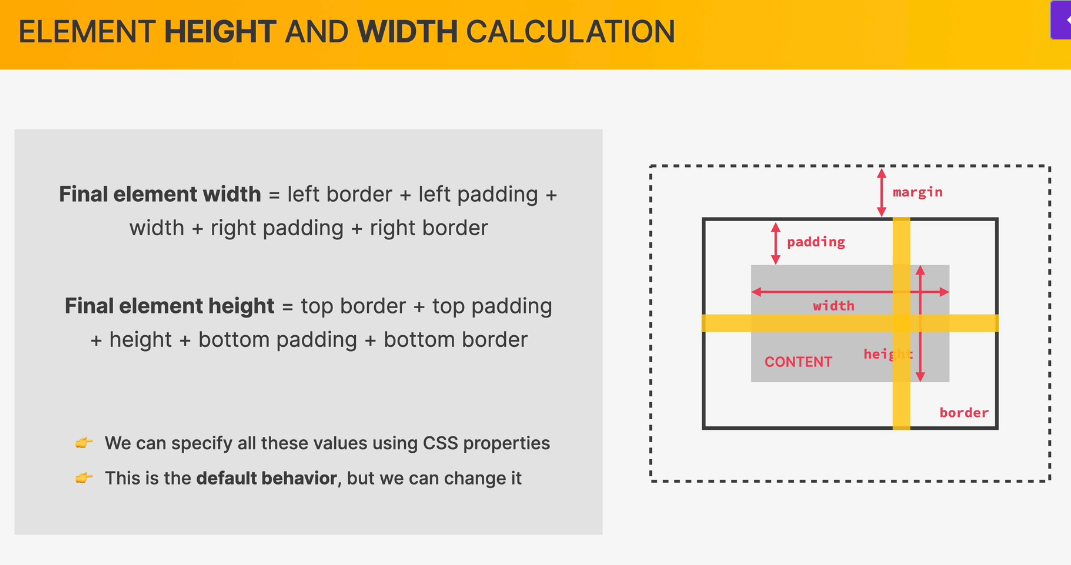 ELEMENT HEIGHT AND WIDTH CALCULATION
Final element width = left border + left padding +
width + right padding + right border
Final element height = top border + top padding
+ height + bottom padding + bottom border
👉 We can specify all these values using CSS properties
👉 This is the default behavior, but we can change it
margin
padding
width
height
CONTENT
border